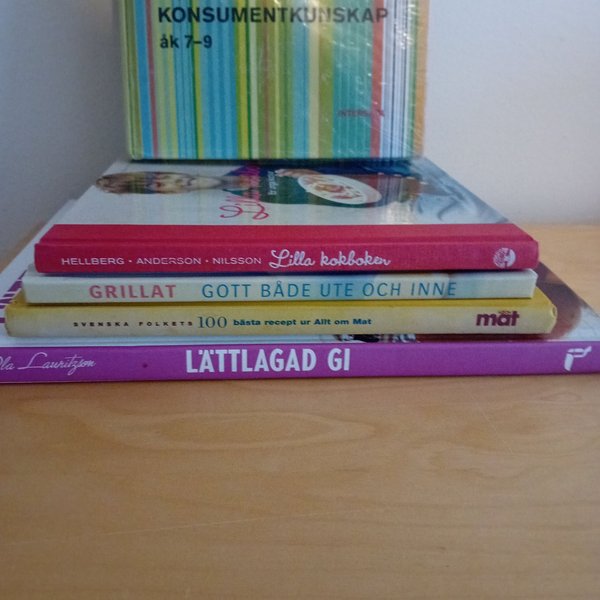 KONSUMENTKUNSKAP
åk 7–9
HELLBERG · ANDERSON · NILSSON Lilla kokboken
GRILLAT GOTT BÅDE UTE OCH INNE
SVENSKA FOLKETS 100 bästa recept ur Allt om Mat mat
Lauritzson LÄTTLAGAD GI